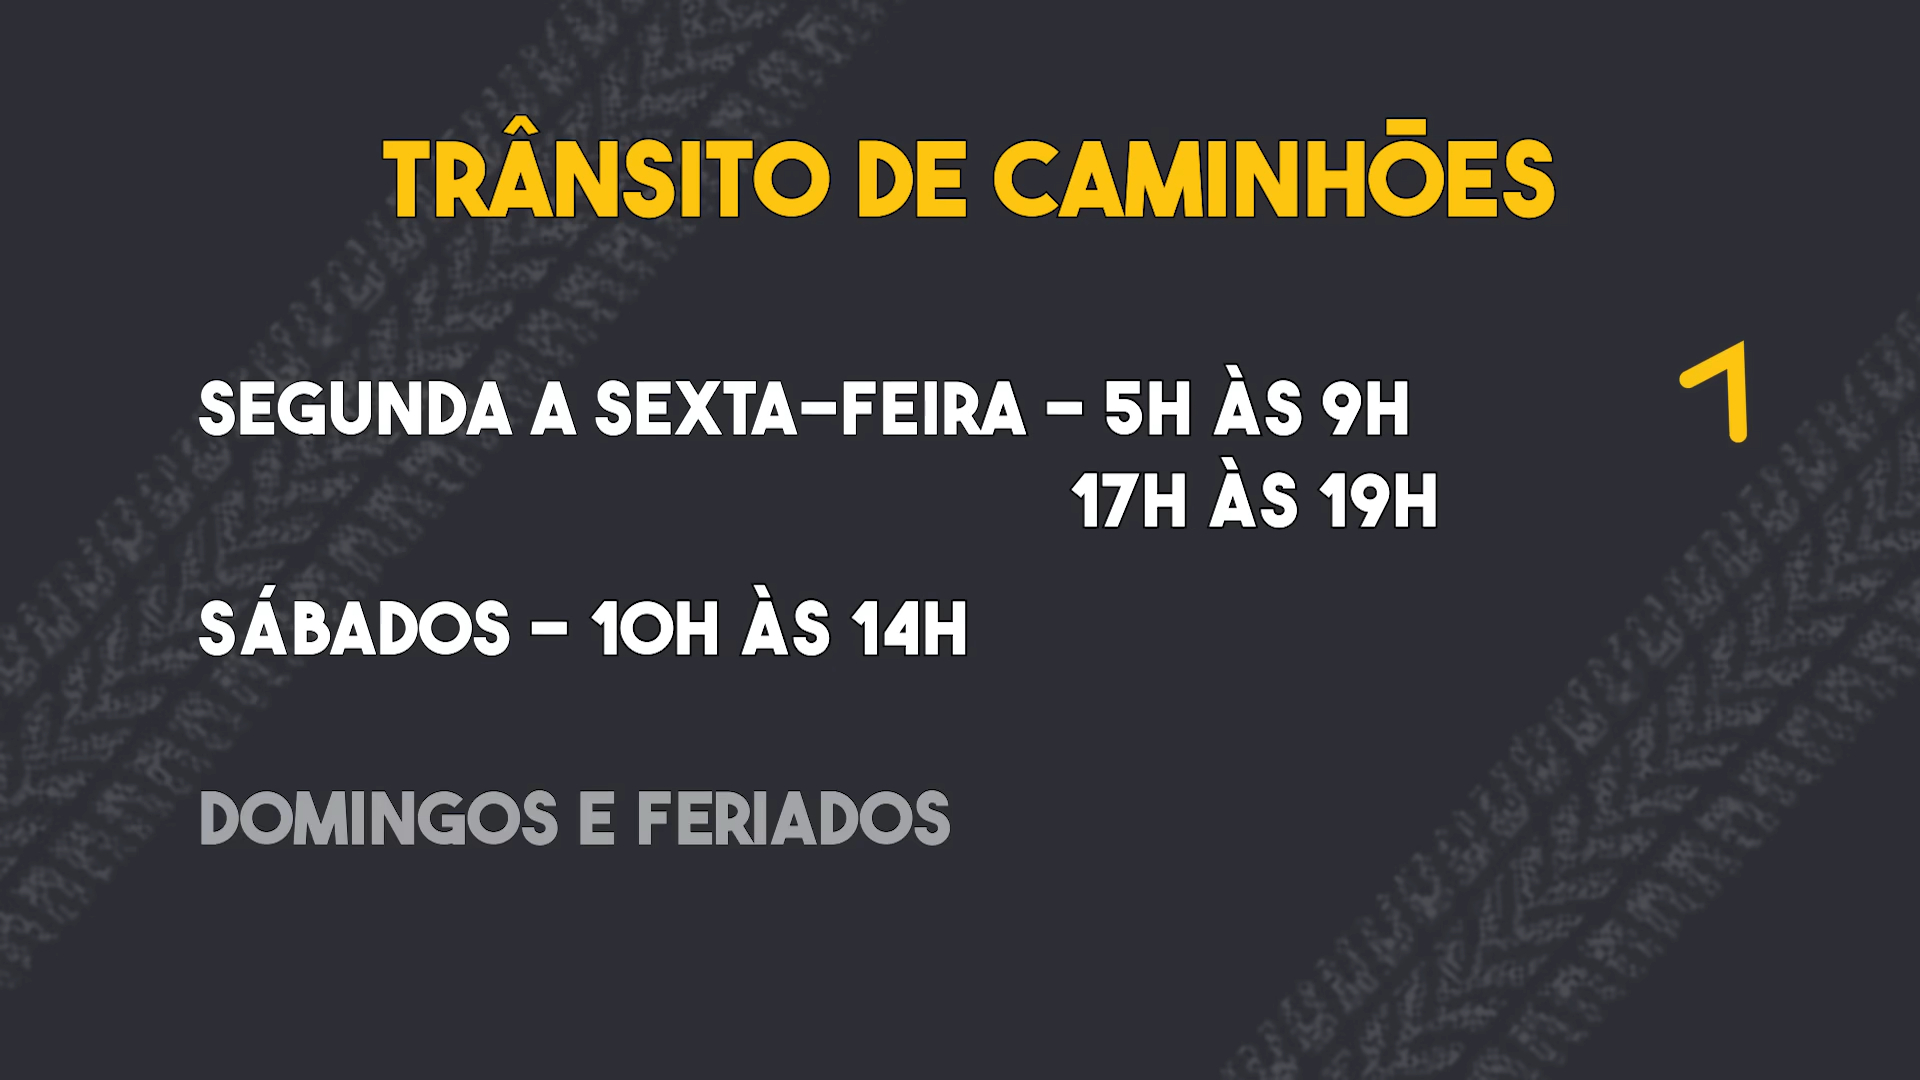 TRÂNSITO DE CAMINHÕES
SEGUNDA A SEXTA-FEIRA - 5H ÀS 9H
17H ÀS 19H
SÁBADOS - 10H ÀS 14H
DOMINGOS E FERIADOS